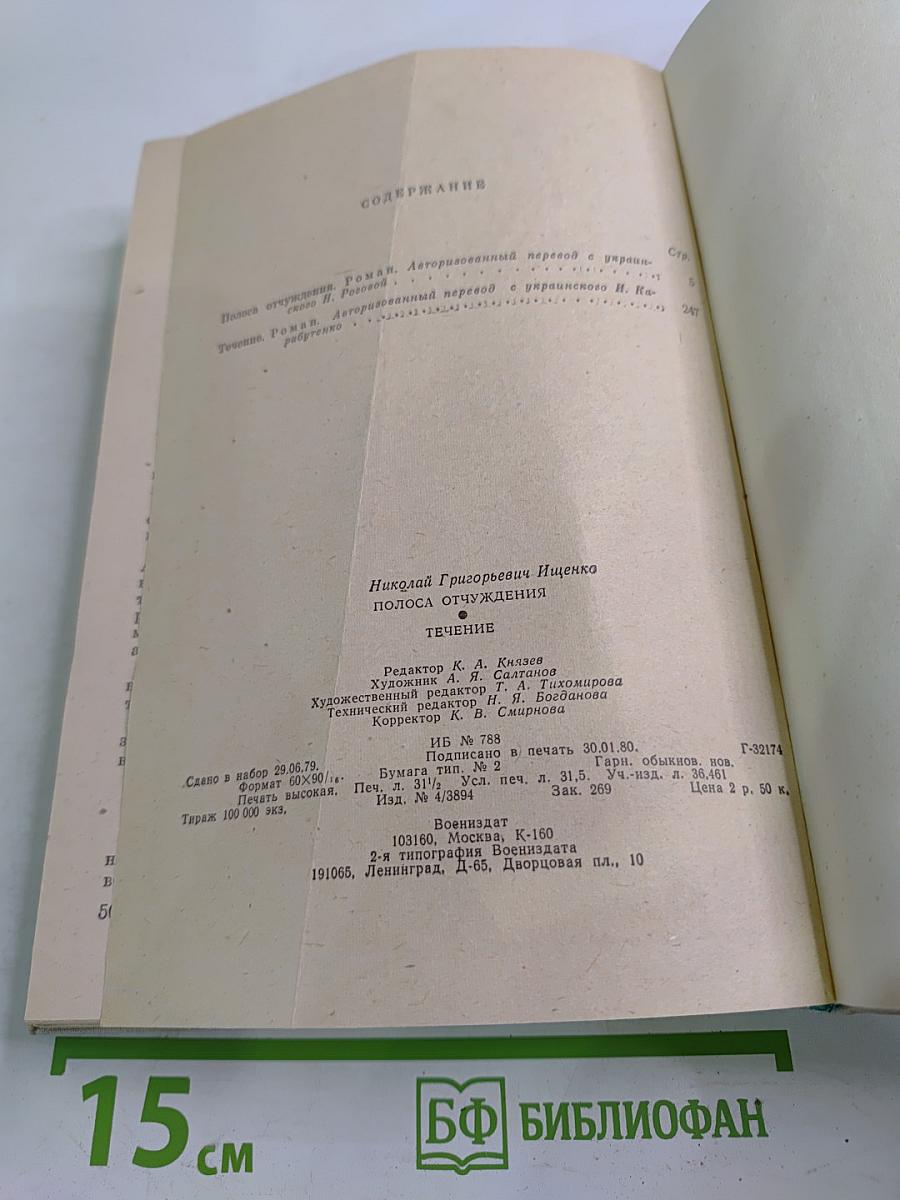 СОДЕРЖАНИЕ
Стр.
Полоса отчуждения. Роман. Авторизованный перевод с украин-
ского Н. Роговой . . . . . . . . . . . . . . 5
Течение. Роман. Авторизованный перевод с украинского И. Ка-
рабутенко . . . . . . . . . . . . . . . . . 247
Николай Григорьевич Ищенко
ПОЛОСА ОТЧУЖДЕНИЯ
●
ТЕЧЕНИЕ
Редактор К. А. Князев
Художник А. Я. Салтанов
Художественный редактор Т. А. Тихомирова
Технический редактор Н. Я. Богданова
Корректор К. В. Смирнова
ИБ № 788
Сдано в набор 29.06.79. Подписано в печать 30.01.80. Г-32174
Формат 60×90/16. Бумага тип. № 2 Гарн. обыкнов. нов.
Печать высокая. Печ. л. 31½ Усл. печ. л. 31,5. Уч.-изд. л. 36,461
Тираж 100 000 экз. Изд. № 4/3894 Зак. 269 Цена 2 р. 50 к.
Воениздат
103160, Москва, К-160
2-я типография Воениздата
191065, Ленинград, Д-65, Дворцовая пл., 10
15 см
БФ БИБЛИОФАН